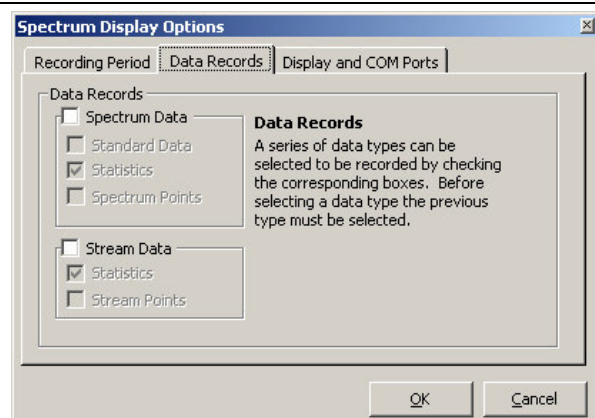 Spectrum Display Options
Recording Period Data Records Display and COM Ports
Data Records
Spectrum Data
Standard Data
Statistics
Spectrum Points
Data Records
A series of data types can be
selected to be recorded by checking
the corresponding boxes. Before
selecting a data type the previous
type must be selected.
Stream Data
Statistics
Stream Points
OK Cancel